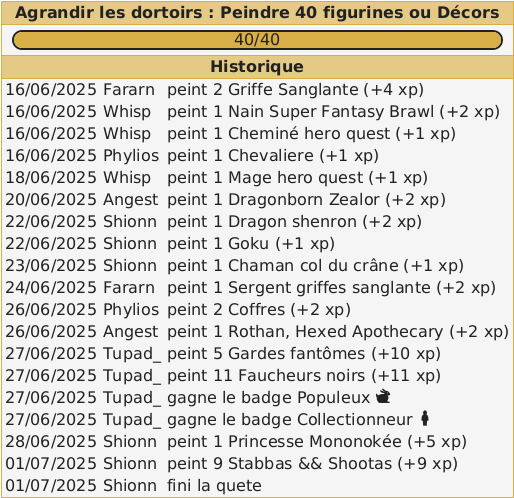 Agrandir les dortoirs : Peindre 40 figurines ou Décors
40/40
Historique
16/06/2025 Fararn peint 2 Griffe Sanglante (+4 xp)
16/06/2025 Whisp peint 1 Nain Super Fantasy Brawl (+2 xp)
16/06/2025 Whisp peint 1 Cheminé hero quest (+1 xp)
16/06/2025 Phylios peint 1 Chevaliere (+1 xp)
18/06/2025 Whisp peint 1 Mage hero quest (+1 xp)
20/06/2025 Angest peint 1 Dragonborn Zealor (+2 xp)
22/06/2025 Shionn peint 1 Dragon shenron (+2 xp)
22/06/2025 Shionn peint 1 Goku (+1 xp)
23/06/2025 Shionn peint 1 Chaman col du crâne (+1 xp)
24/06/2025 Fararn peint 1 Sergent griffes sanglante (+2 xp)
26/06/2025 Phylios peint 2 Coffres (+2 xp)
26/06/2025 Angest peint 1 Rothan, Hexed Apothecary (+2 xp)
27/06/2025 Tupad_ peint 5 Gardes fantômes (+10 xp)
27/06/2025 Tupad_ peint 11 Faucheurs noirs (+11 xp)
27/06/2025 Tupad_ gagne le badge Populeux
27/06/2025 Tupad_ gagne le badge Collectionneur
28/06/2025 Shionn peint 1 Princesse Mononokée (+5 xp)
01/07/2025 Shionn peint 9 Stabbas && Shootas (+9 xp)
01/07/2025 Shionn fini la quete